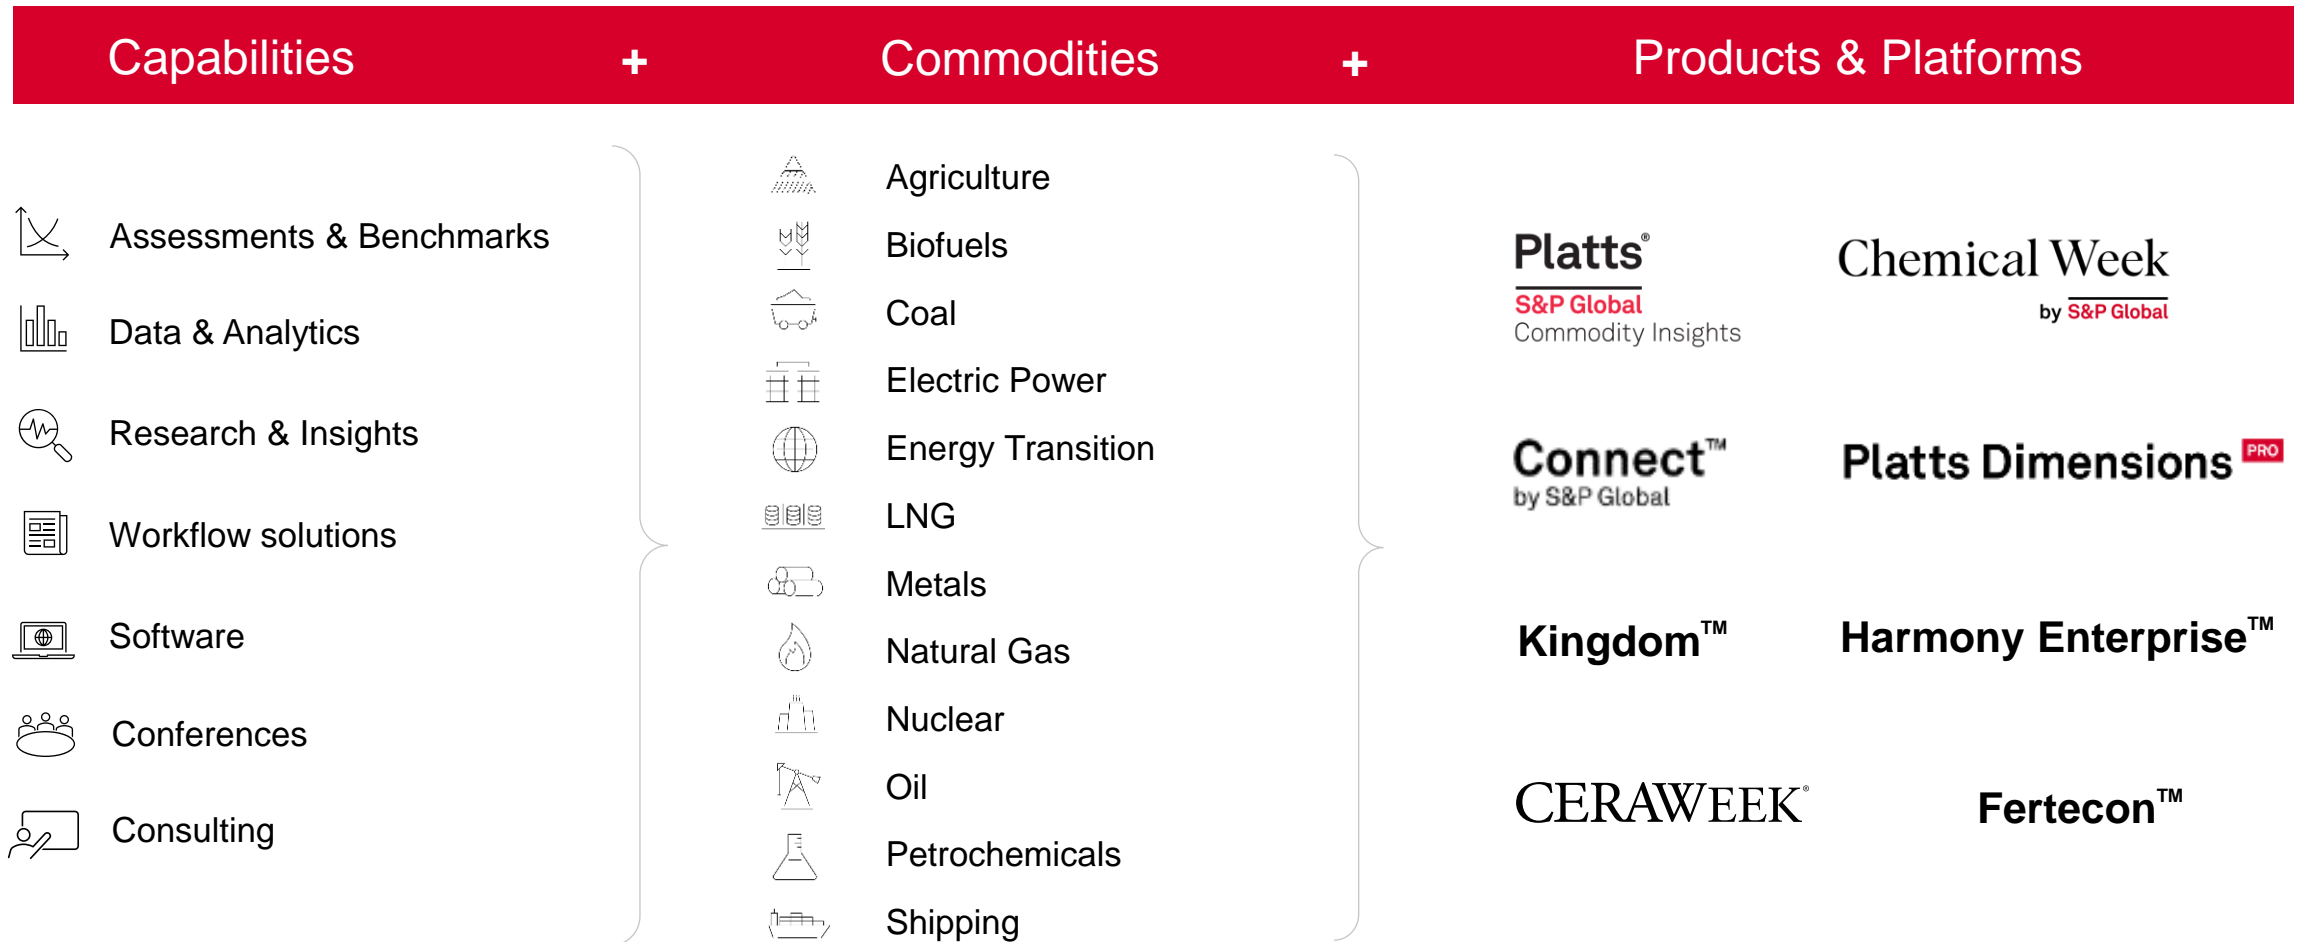 Capabilities + Commodities + Products & Platforms
Assessments & Benchmarks
Data & Analytics
Research & Insights
Workflow solutions
Software
Conferences
Consulting
Agriculture
Biofuels
Coal
Electric Power
Energy Transition
LNG
Metals
Natural Gas
Nuclear
Oil
Petrochemicals
Shipping
Platts®
S&P Global
Commodity Insights
Chemical Week
by S&P Global
Connect™
by S&P Global
Platts Dimensions PRO
Kingdom™
Harmony Enterprise™
CERAWEEK®
Fertecon™